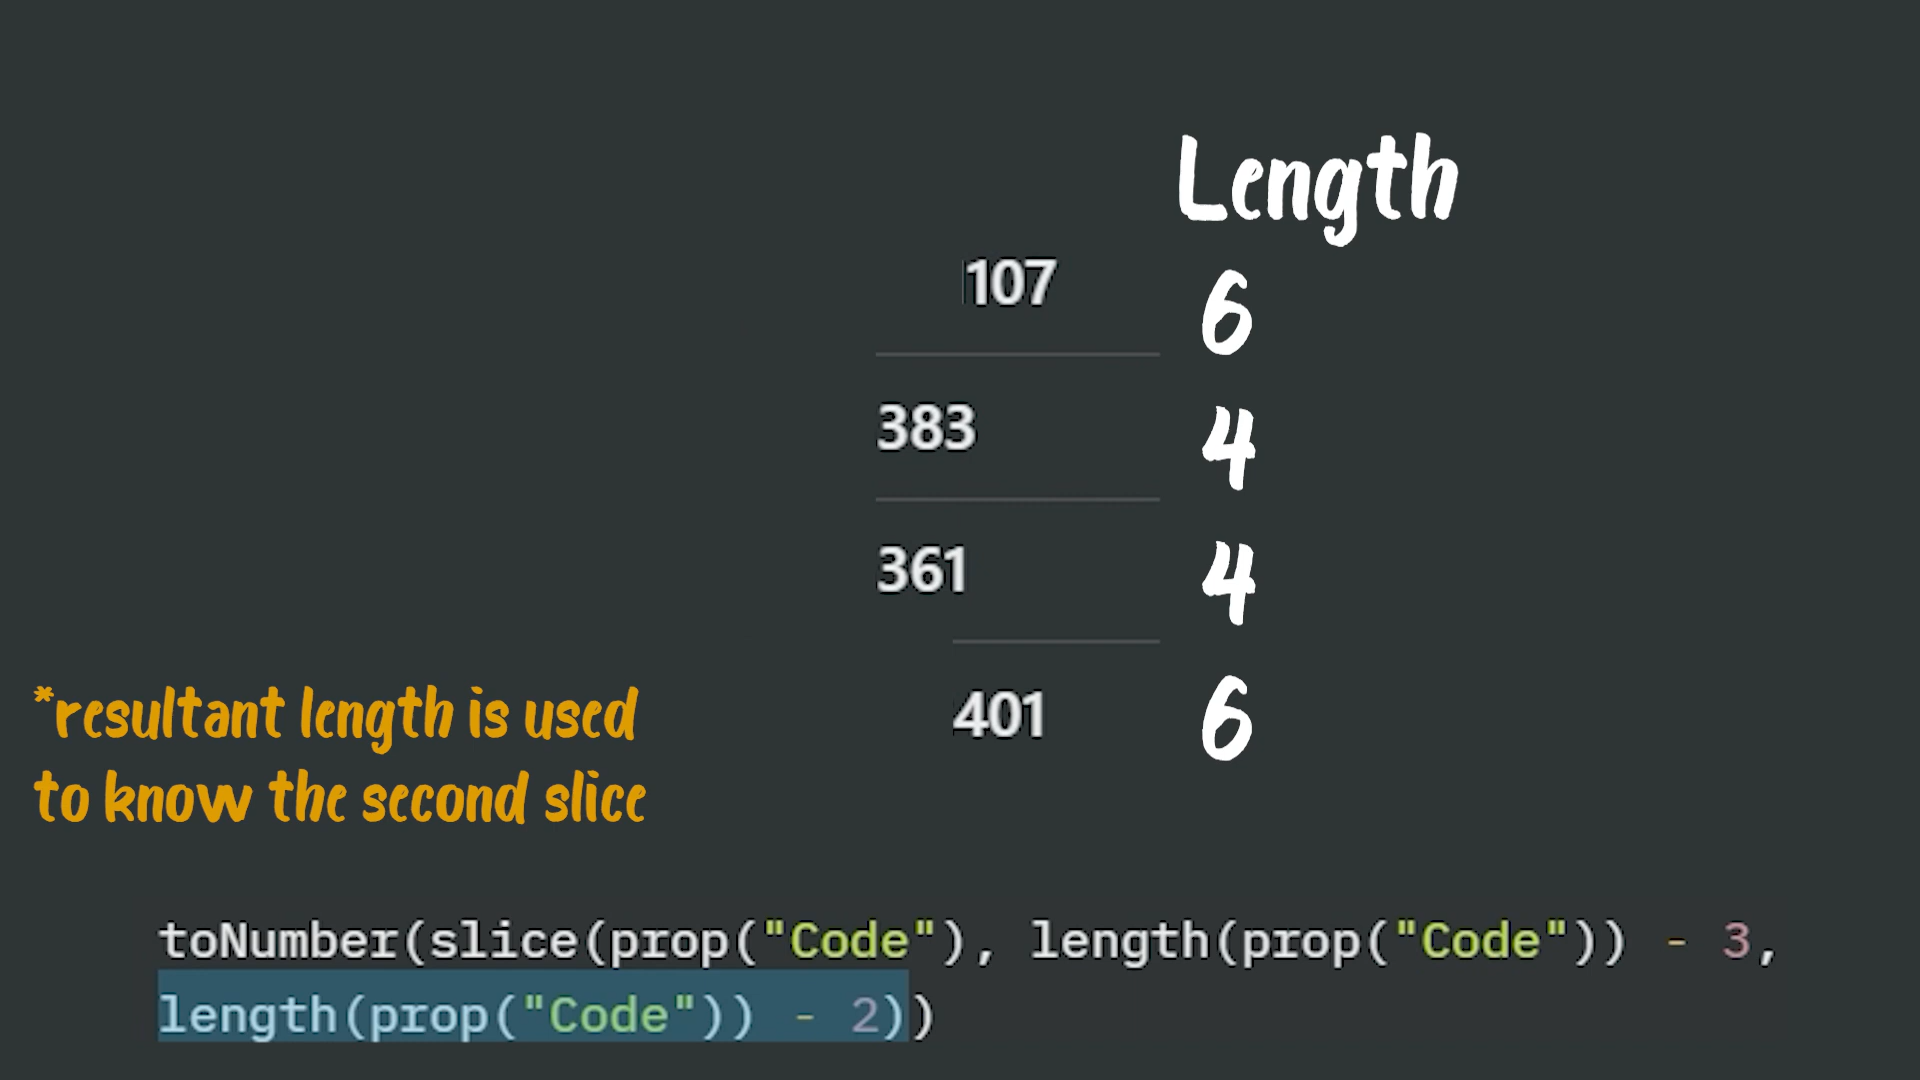 Length
107 6
383 4
361 4
401 6
*resultant length is used
to know the second slice
toNumber(slice(prop("Code"), length(prop("Code")) - 3,
length(prop("Code")) - 2))